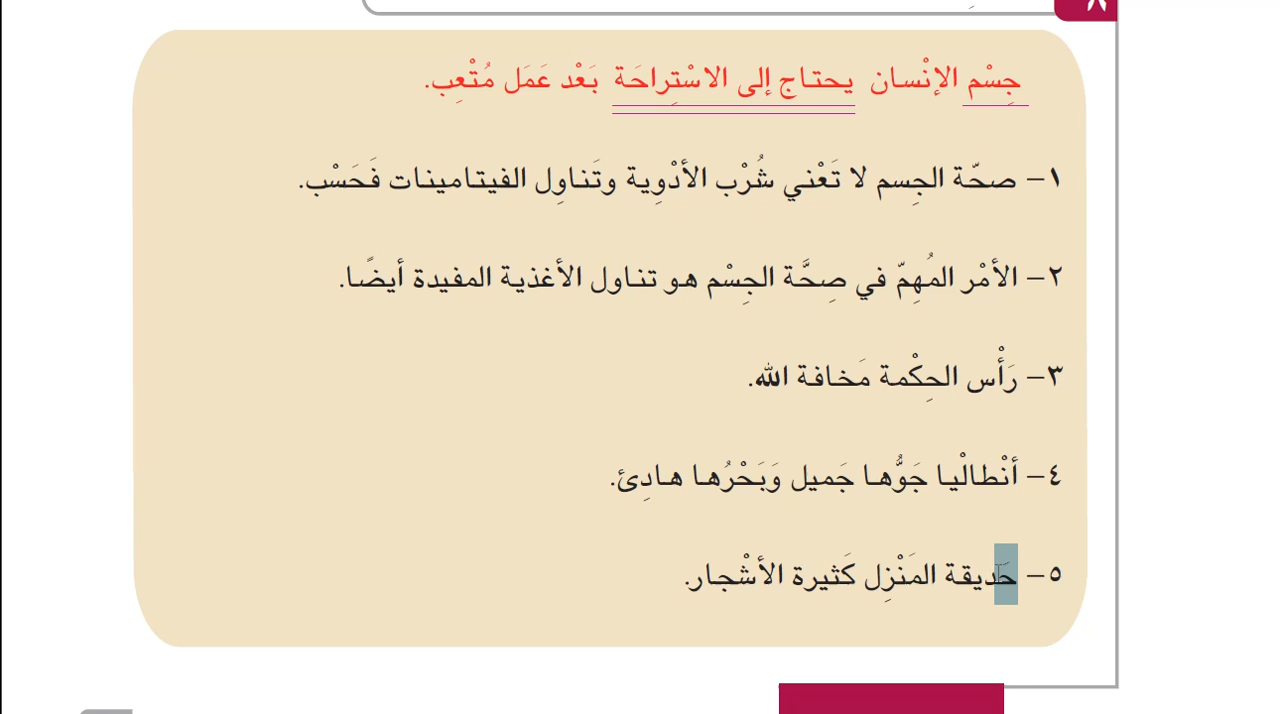 ٨
جِسْم الإنْسان يحتاج إلى الاسْتِراحَة بَعْد عَمَل مُتْعِب.
١– صحّة الجِسم لا تَعْني شُرْب الأدْوِية وتَناوِل الفيتامينات فَحَسْب.
٢– الأمْر المُهِمّ في صِحَّة الجِسْم هو تناول الأغذية المفيدة أيضًا.
٣– رَأْس الحِكْمة مَخافة الله.
٤– أنْطالْيا جَوُّها جَميل وَبَحْرُها هادِئ.
٥– حَديقة المَنْزِل كَثيرة الأشْجار.